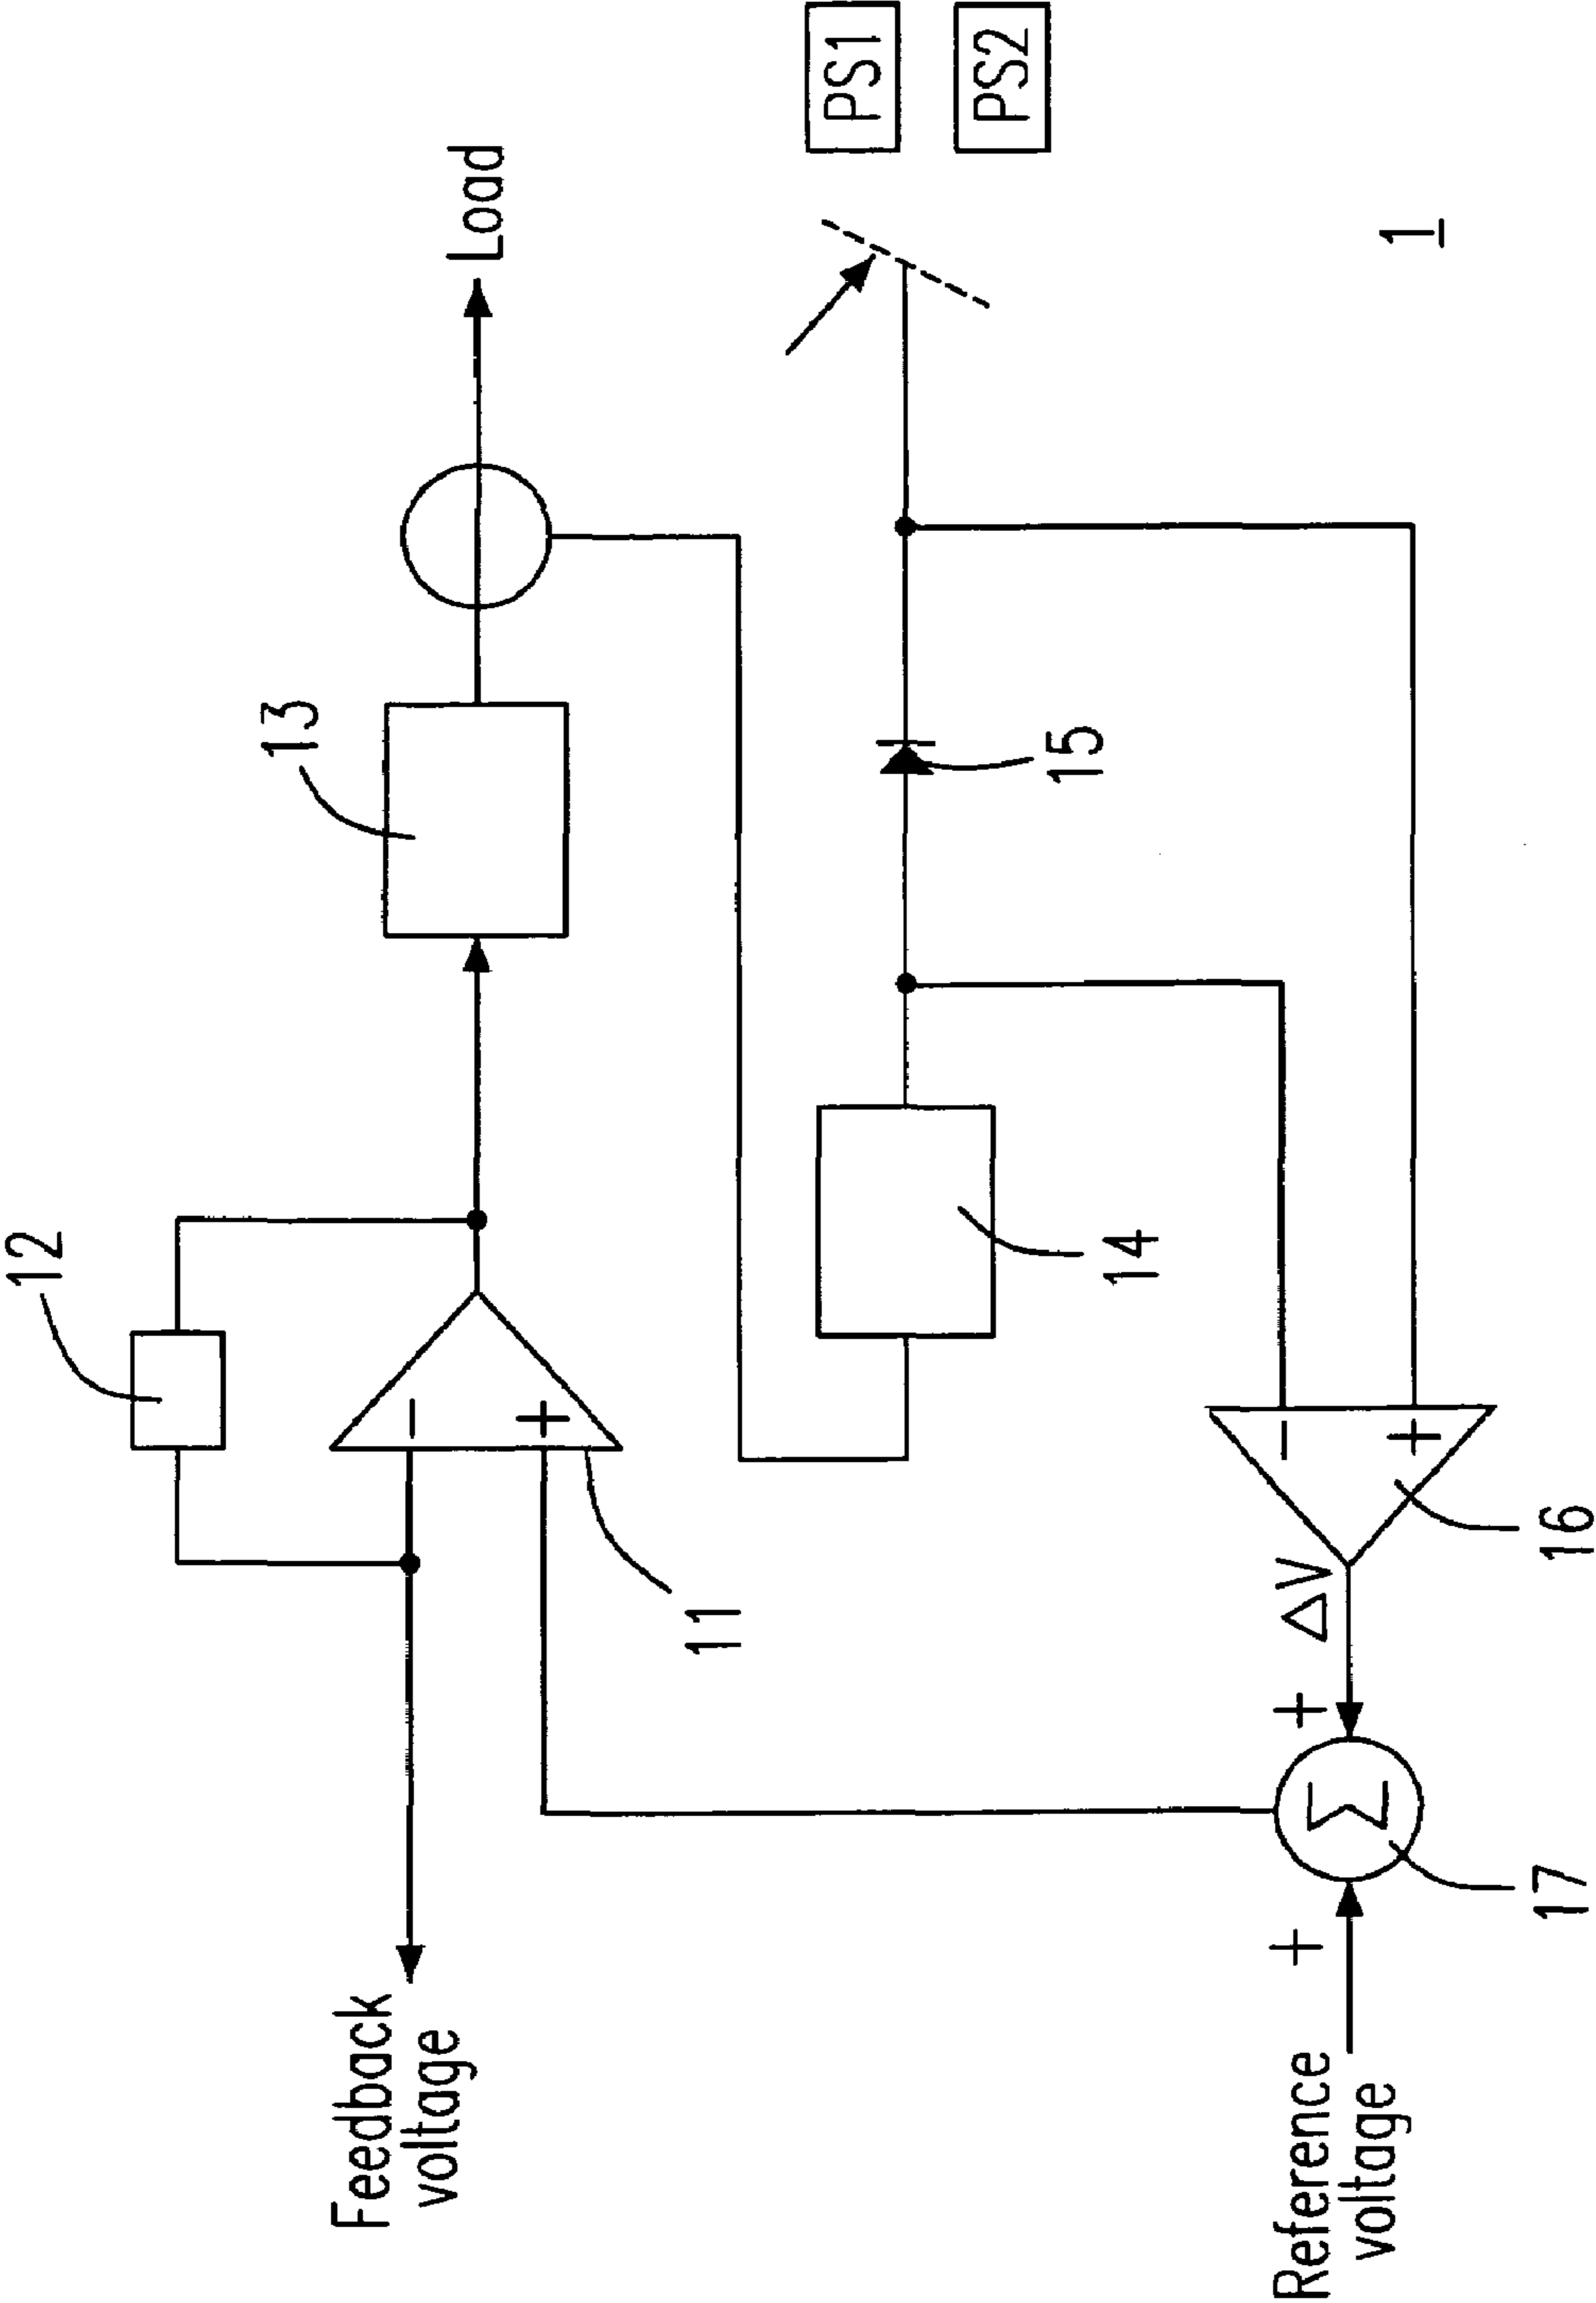 12
13
Load
Feedback
voltage
−
+
11
14
15
PS1
PS2
1
Reference
voltage
+
Σ
+
ΔV
17
−
+
16